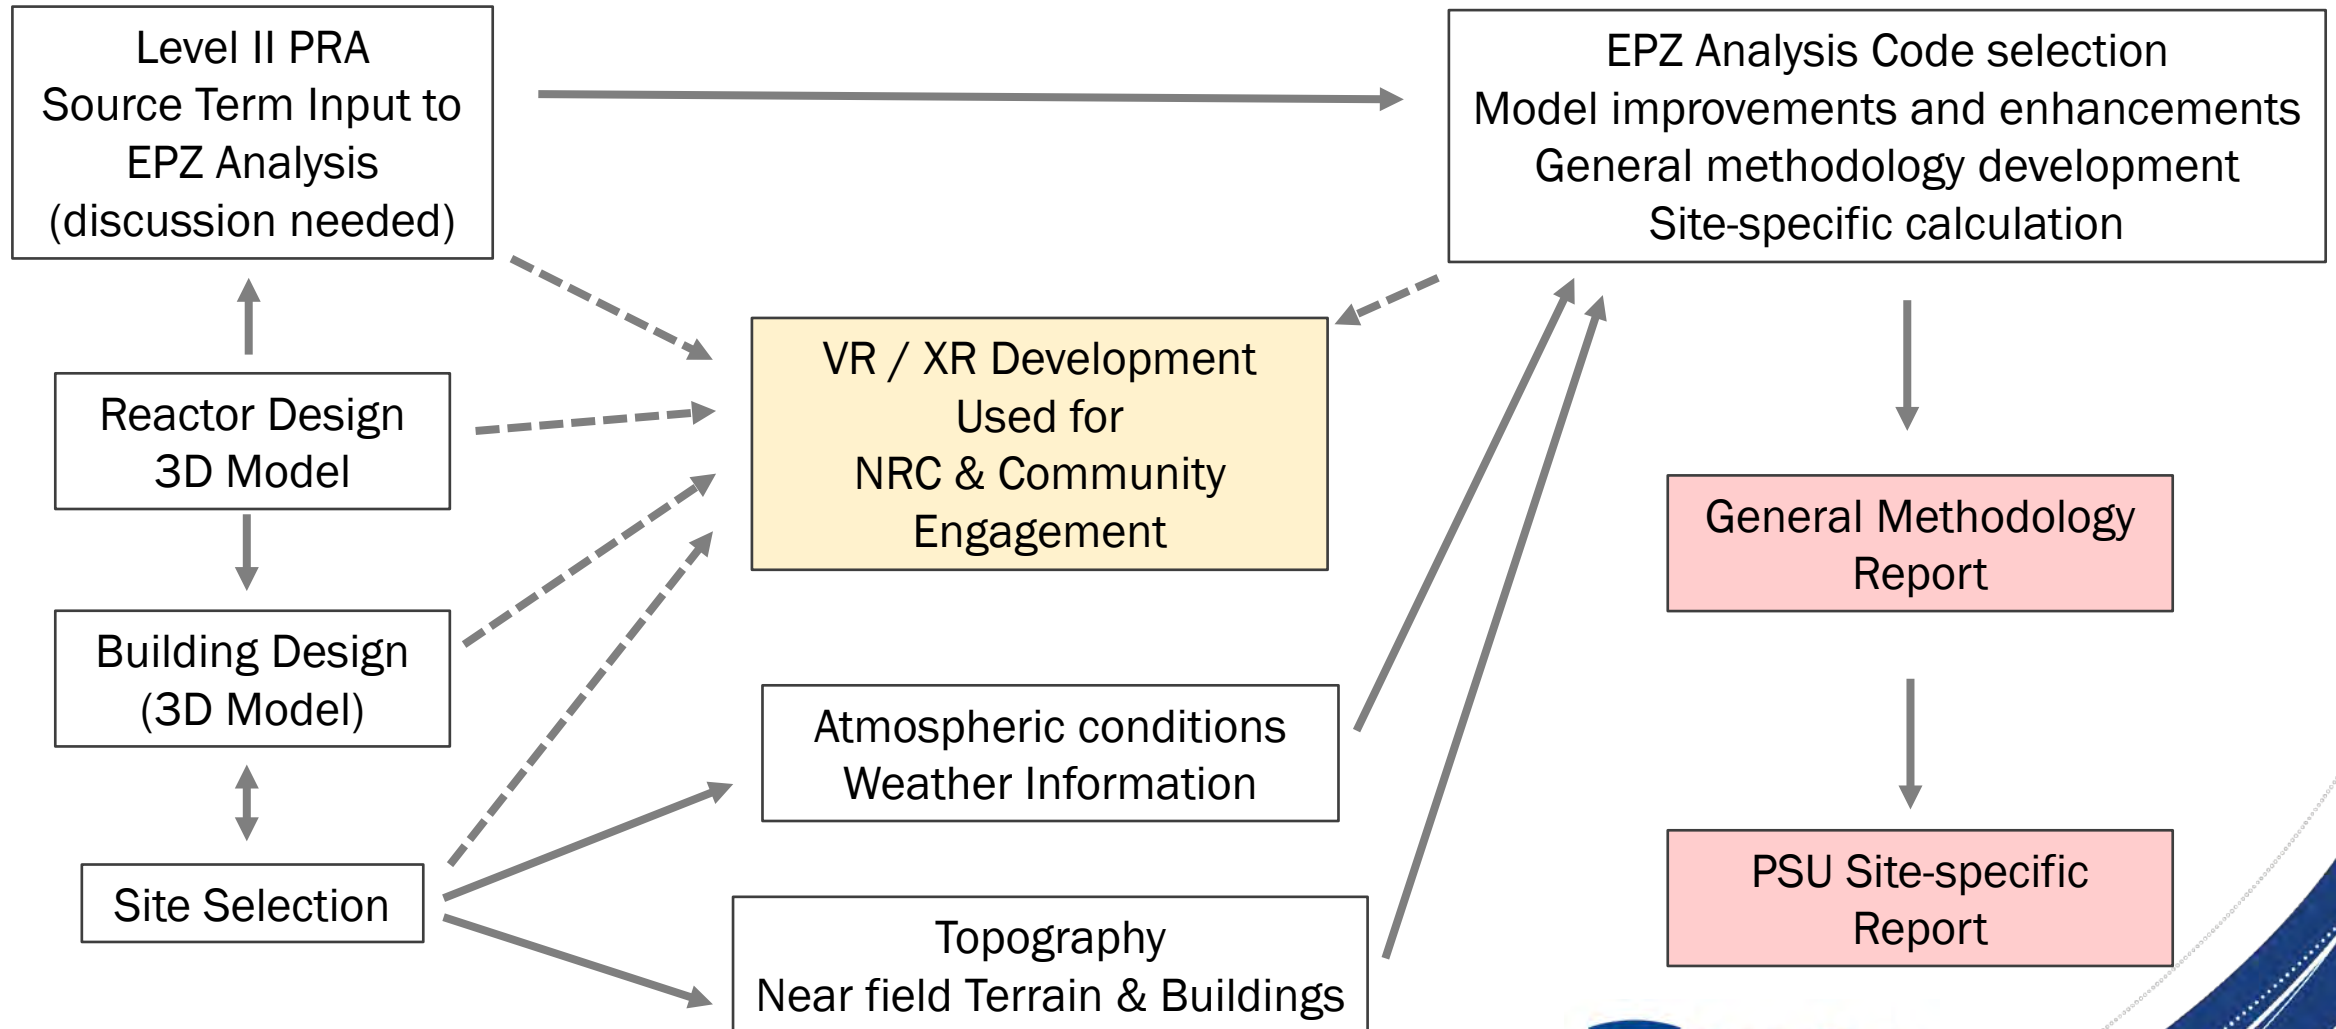 Level II PRA
Source Term Input to
EPZ Analysis
(discussion needed)
EPZ Analysis Code selection
Model improvements and enhancements
General methodology development
Site-specific calculation
Reactor Design
3D Model
VR / XR Development
Used for
NRC & Community
Engagement
General Methodology
Report
Building Design
(3D Model)
Atmospheric conditions
Weather Information
Site Selection
Topography
Near field Terrain & Buildings
PSU Site-specific
Report